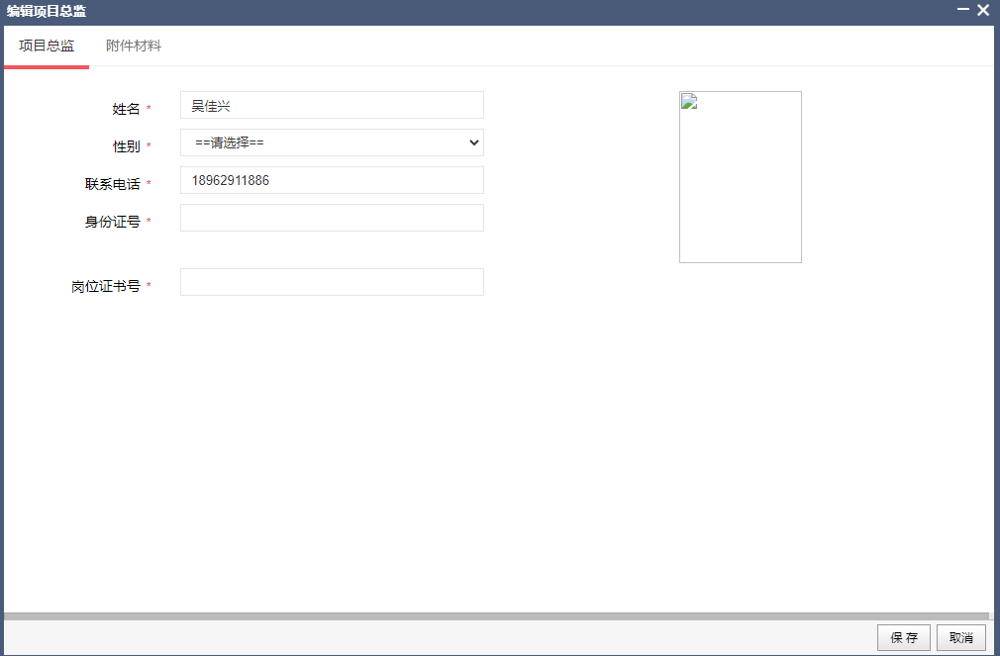 编辑项目总监
项目总监 附件材料
姓名 * 吴佳兴
性别 * ==请选择==
联系电话 * 18962911886
身份证号 *
岗位证书号 *
保 存 取消